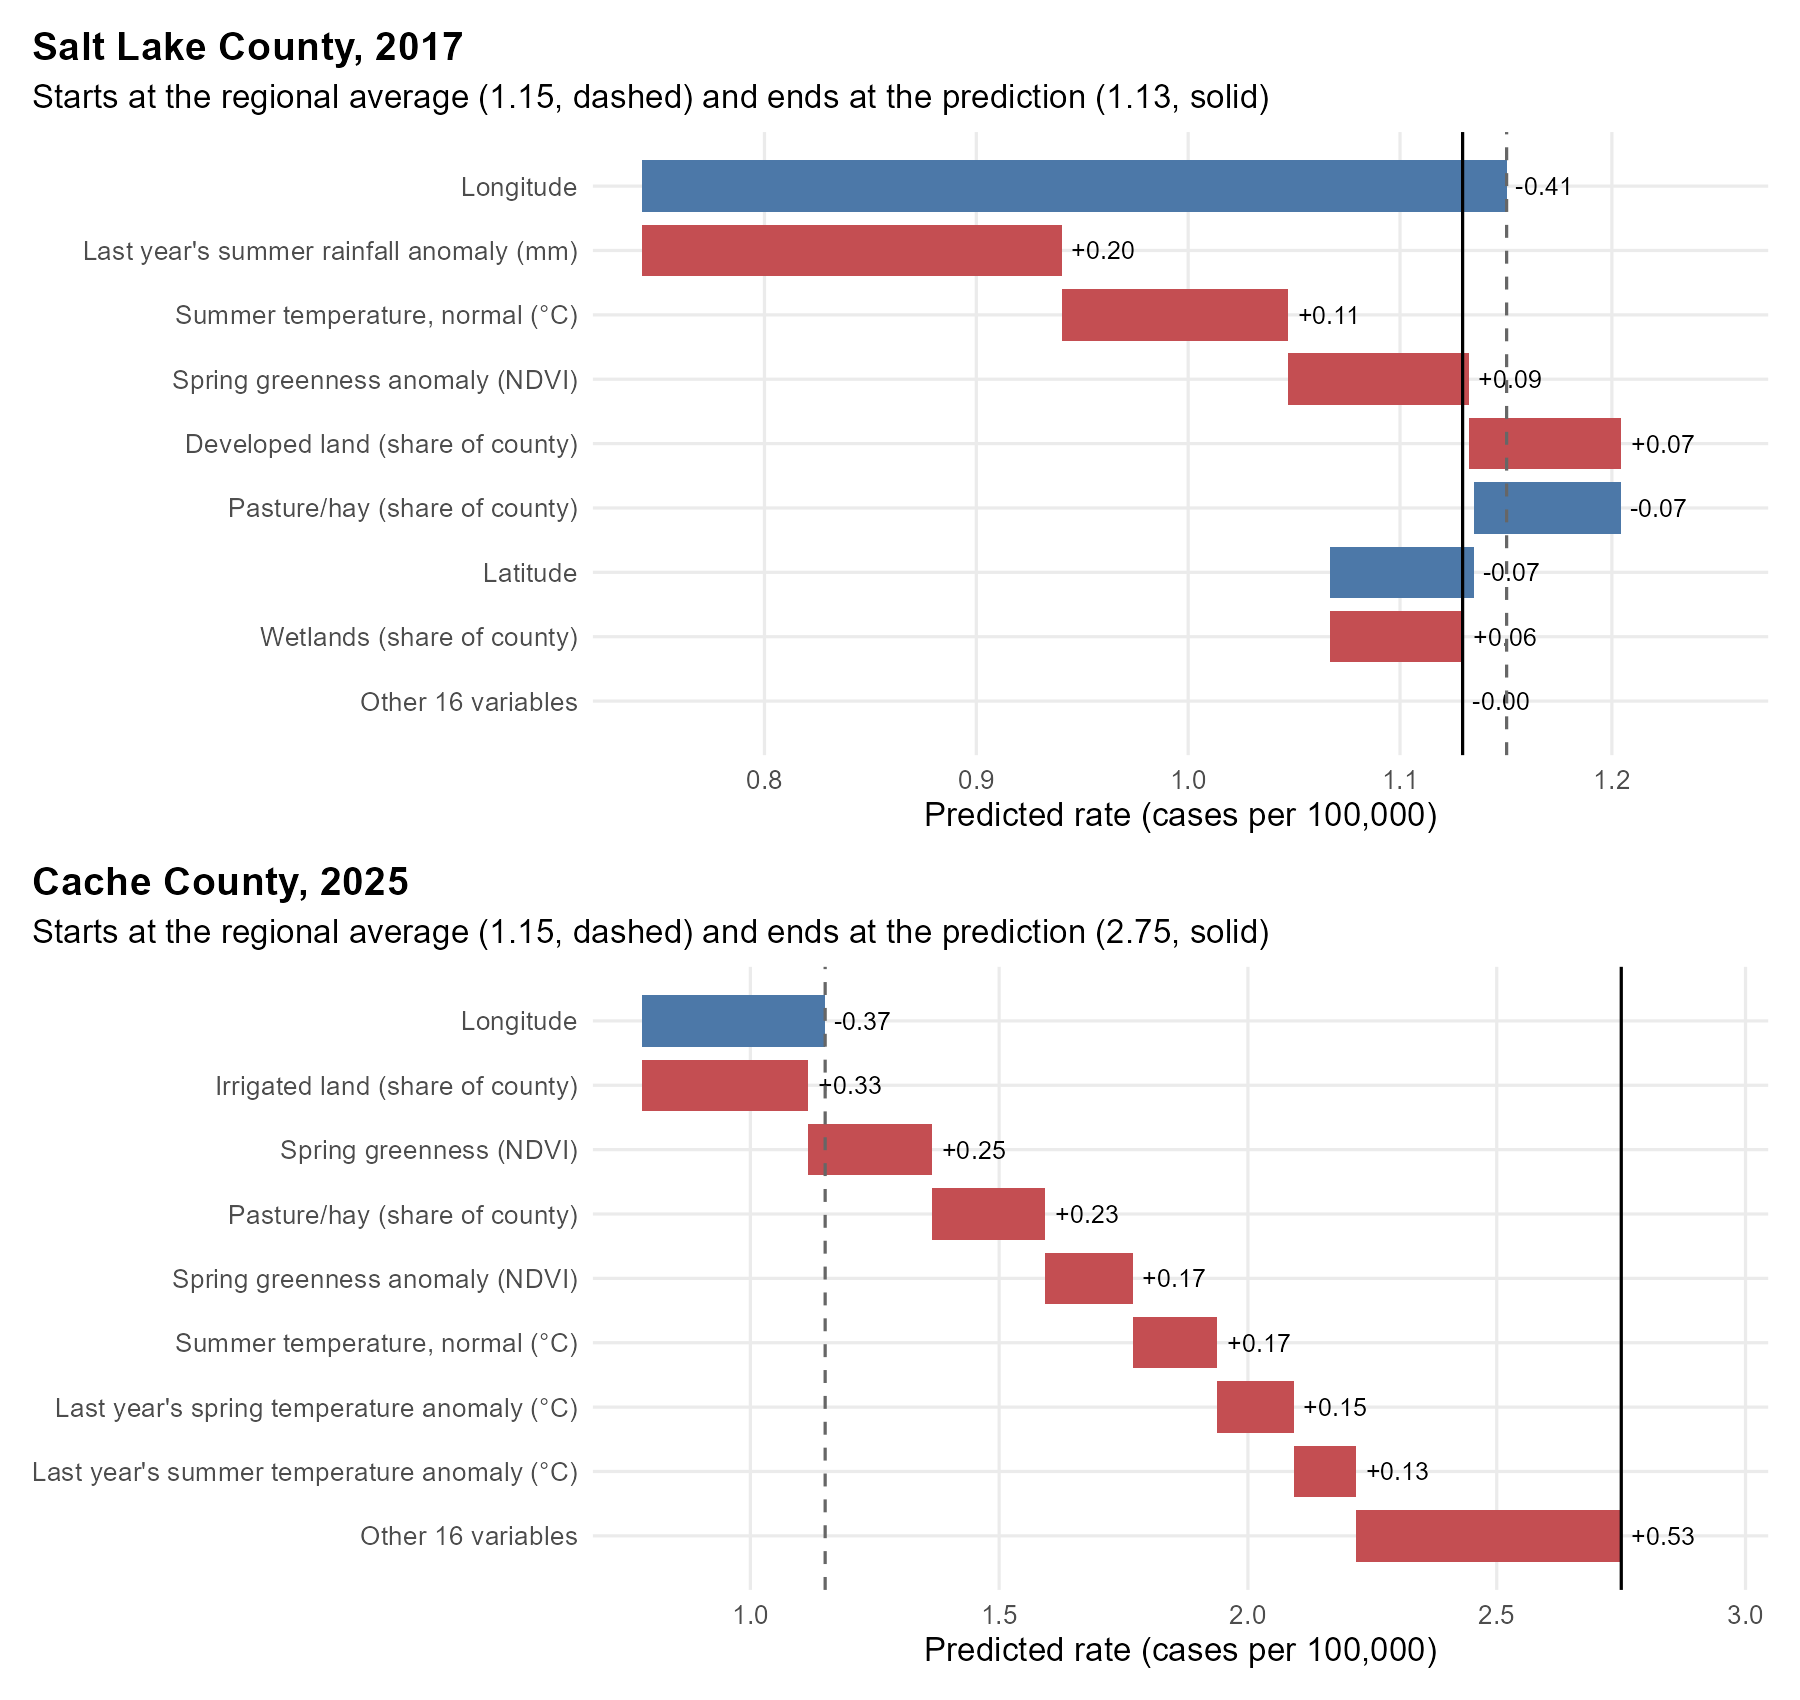 Salt Lake County, 2017
Starts at the regional average (1.15, dashed) and ends at the prediction (1.13, solid)
Longitude -0.41
Last year's summer rainfall anomaly (mm) +0.20
Summer temperature, normal (°C) +0.11
Spring greenness anomaly (NDVI) +0.09
Developed land (share of county) +0.07
Pasture/hay (share of county) -0.07
Latitude -0.07
Wetlands (share of county) +0.06
Other 16 variables -0.00
0.8 0.9 1.0 1.1 1.2
Predicted rate (cases per 100,000)
Cache County, 2025
Starts at the regional average (1.15, dashed) and ends at the prediction (2.75, solid)
Longitude -0.37
Irrigated land (share of county) +0.33
Spring greenness (NDVI) +0.25
Pasture/hay (share of county) +0.23
Spring greenness anomaly (NDVI) +0.17
Summer temperature, normal (°C) +0.17
Last year's spring temperature anomaly (°C) +0.15
Last year's summer temperature anomaly (°C) +0.13
Other 16 variables +0.53
1.0 1.5 2.0 2.5 3.0
Predicted rate (cases per 100,000)